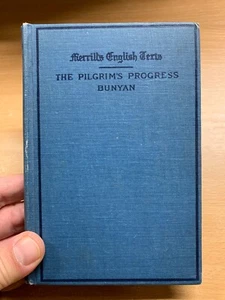 Merrill's English Texts
THE PILGRIM'S PROGRESS
BUNYAN